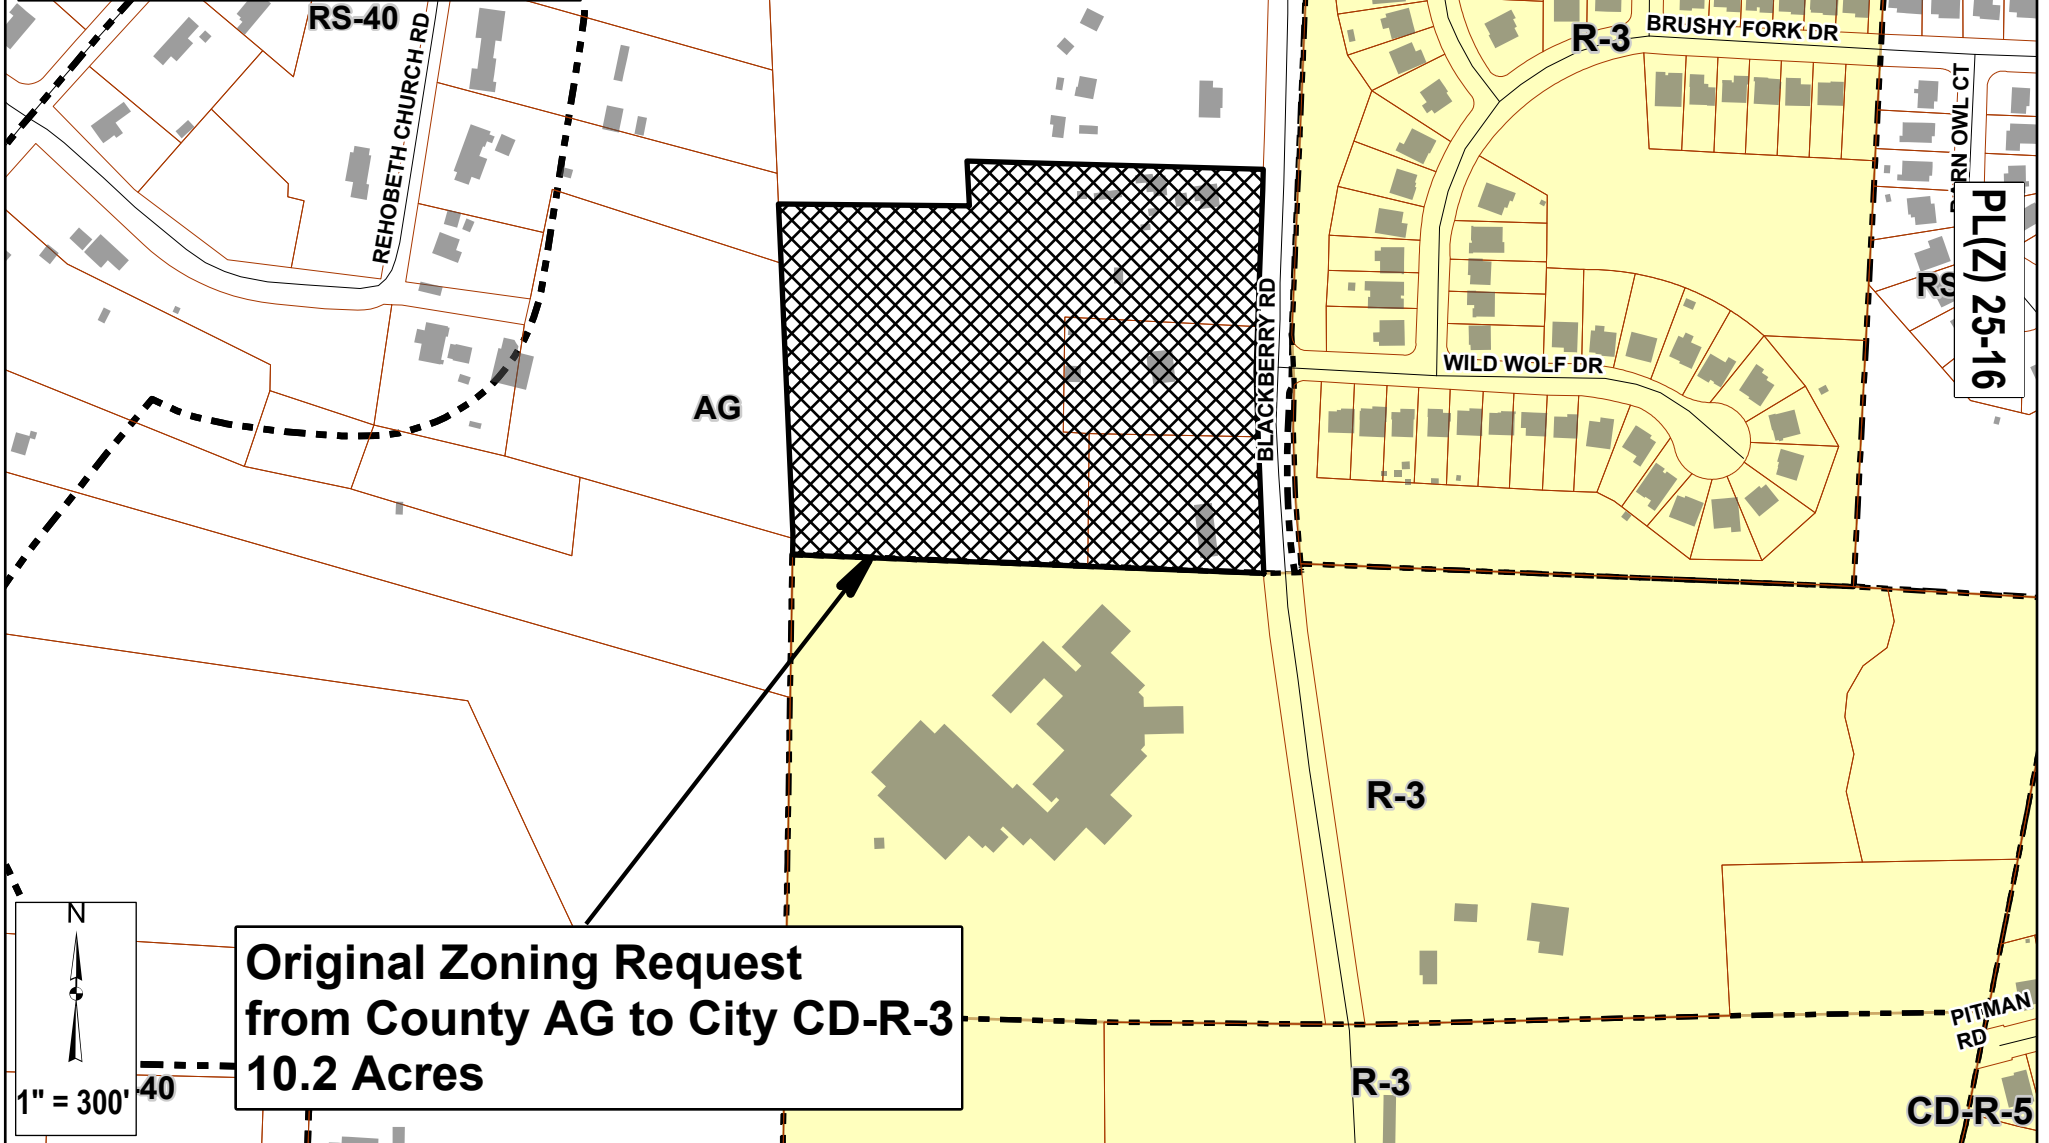 RS-40
REHOBETH CHURCH RD
R-3
BRUSHY FORK DR
RN OWL CT
PL(Z) 25-16
RS
BLACKBERRY RD
WILD WOLF DR
AG
R-3
N
1" = 300'
-40
Original Zoning Request
from County AG to City CD-R-3
10.2 Acres
PITMAN
RD
R-3
CD-R-5